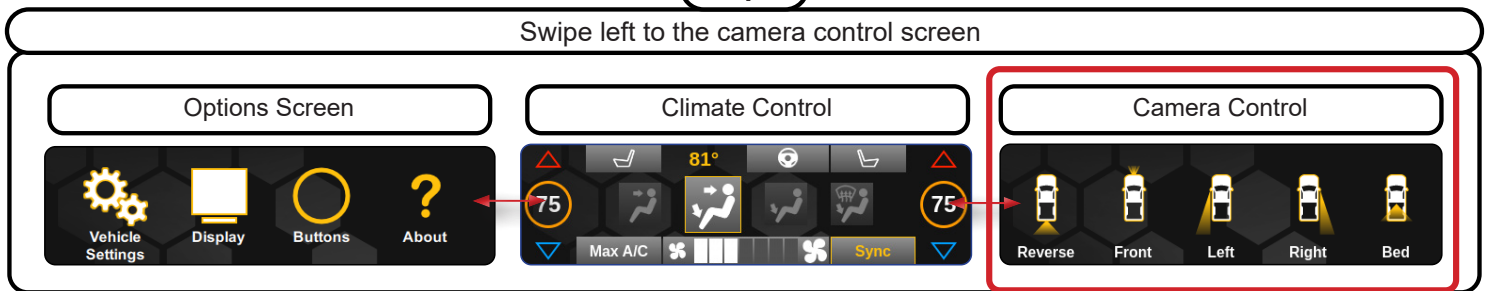 Swipe left to the camera control screen
Options Screen
Climate Control
Camera Control
Vehicle
Settings
Display
Buttons
About
81°
75
75
Max A/C
Sync
Reverse
Front
Left
Right
Bed